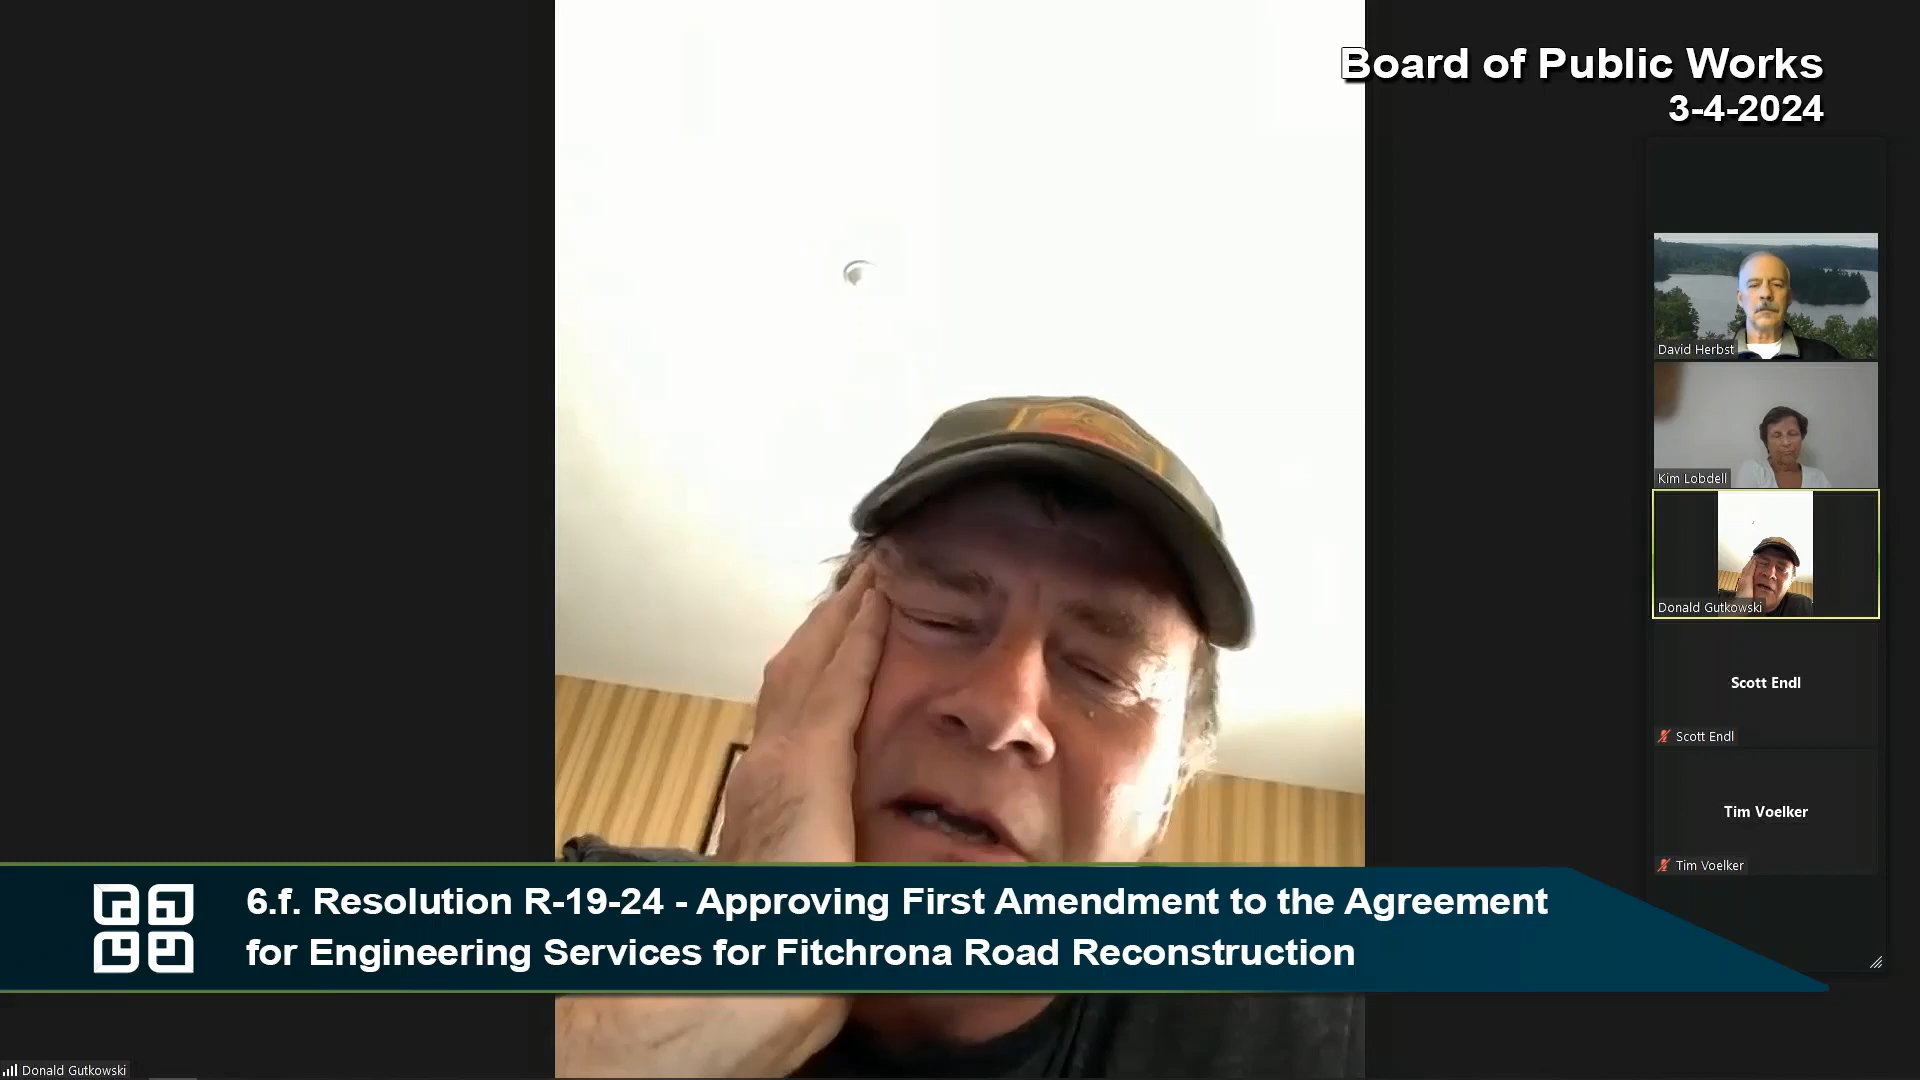 Board of Public Works
3-4-2024
David Herbst
Kim Lobdell
Donald Gutkowski
Scott Endl
Scott Endl
Tim Voelker
Tim Voelker
6.f. Resolution R-19-24 - Approving First Amendment to the Agreement
for Engineering Services for Fitchrona Road Reconstruction
Donald Gutkowski